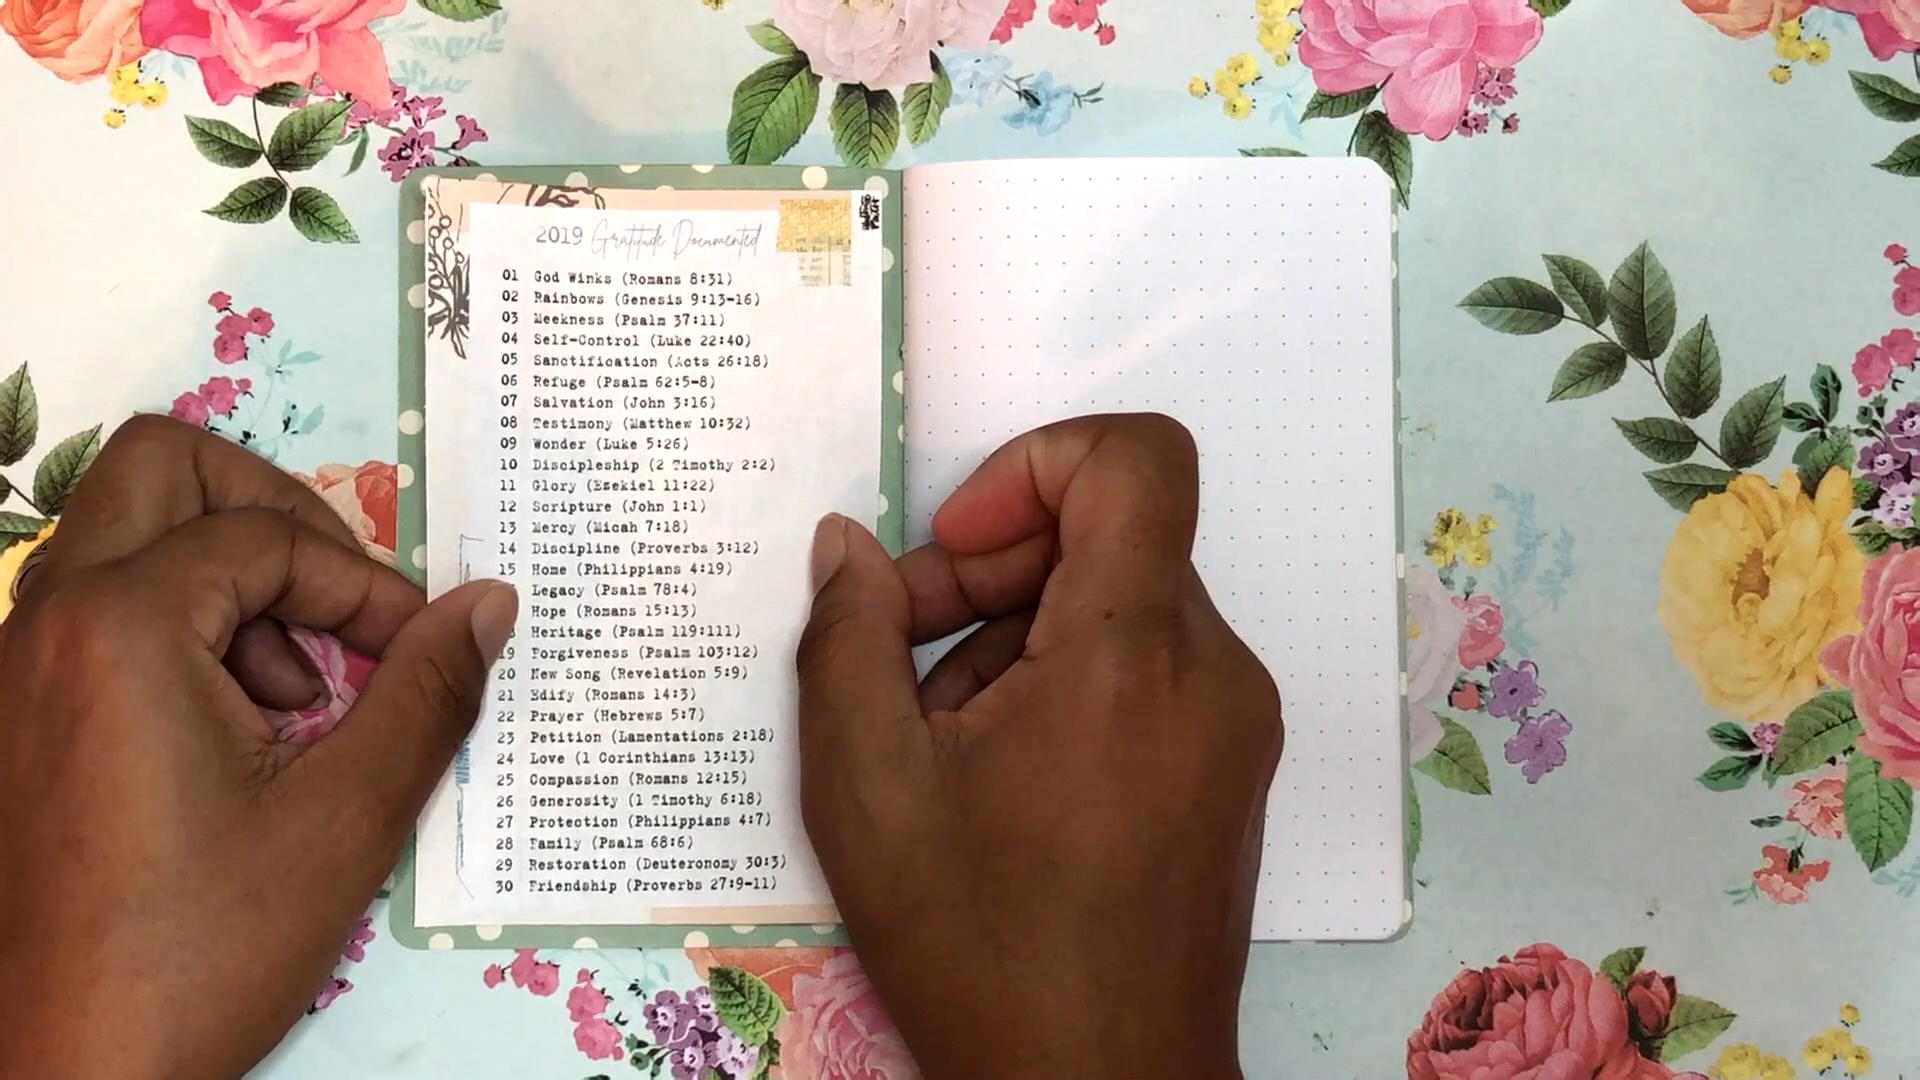 2019 Gratitude Documented
01 God Winks (Romans 8:31)
02 Rainbows (Genesis 9:13-16)
03 Meekness (Psalm 37:11)
04 Self-Control (Luke 22:40)
05 Sanctification (Acts 26:18)
06 Refuge (Psalm 62:5-8)
07 Salvation (John 3:16)
08 Testimony (Matthew 10:32)
09 Wonder (Luke 5:26)
10 Discipleship (2 Timothy 2:2)
11 Glory (Ezekiel 11:22)
12 Scripture (John 1:1)
13 Mercy (Micah 7:18)
14 Discipline (Proverbs 3:12)
15 Home (Philippians 4:19)
Legacy (Psalm 78:4)
Hope (Romans 15:13)
Heritage (Psalm 119:111)
19 Forgiveness (Psalm 103:12)
20 New Song (Revelation 5:9)
21 Edify (Romans 14:3)
22 Prayer (Hebrews 5:7)
23 Petition (Lamentations 2:18)
24 Love (1 Corinthians 13:13)
25 Compassion (Romans 12:15)
26 Generosity (1 Timothy 6:18)
27 Protection (Philippians 4:7)
28 Family (Psalm 68:6)
29 Restoration (Deuteronomy 30:3)
30 Friendship (Proverbs 27:9-11)